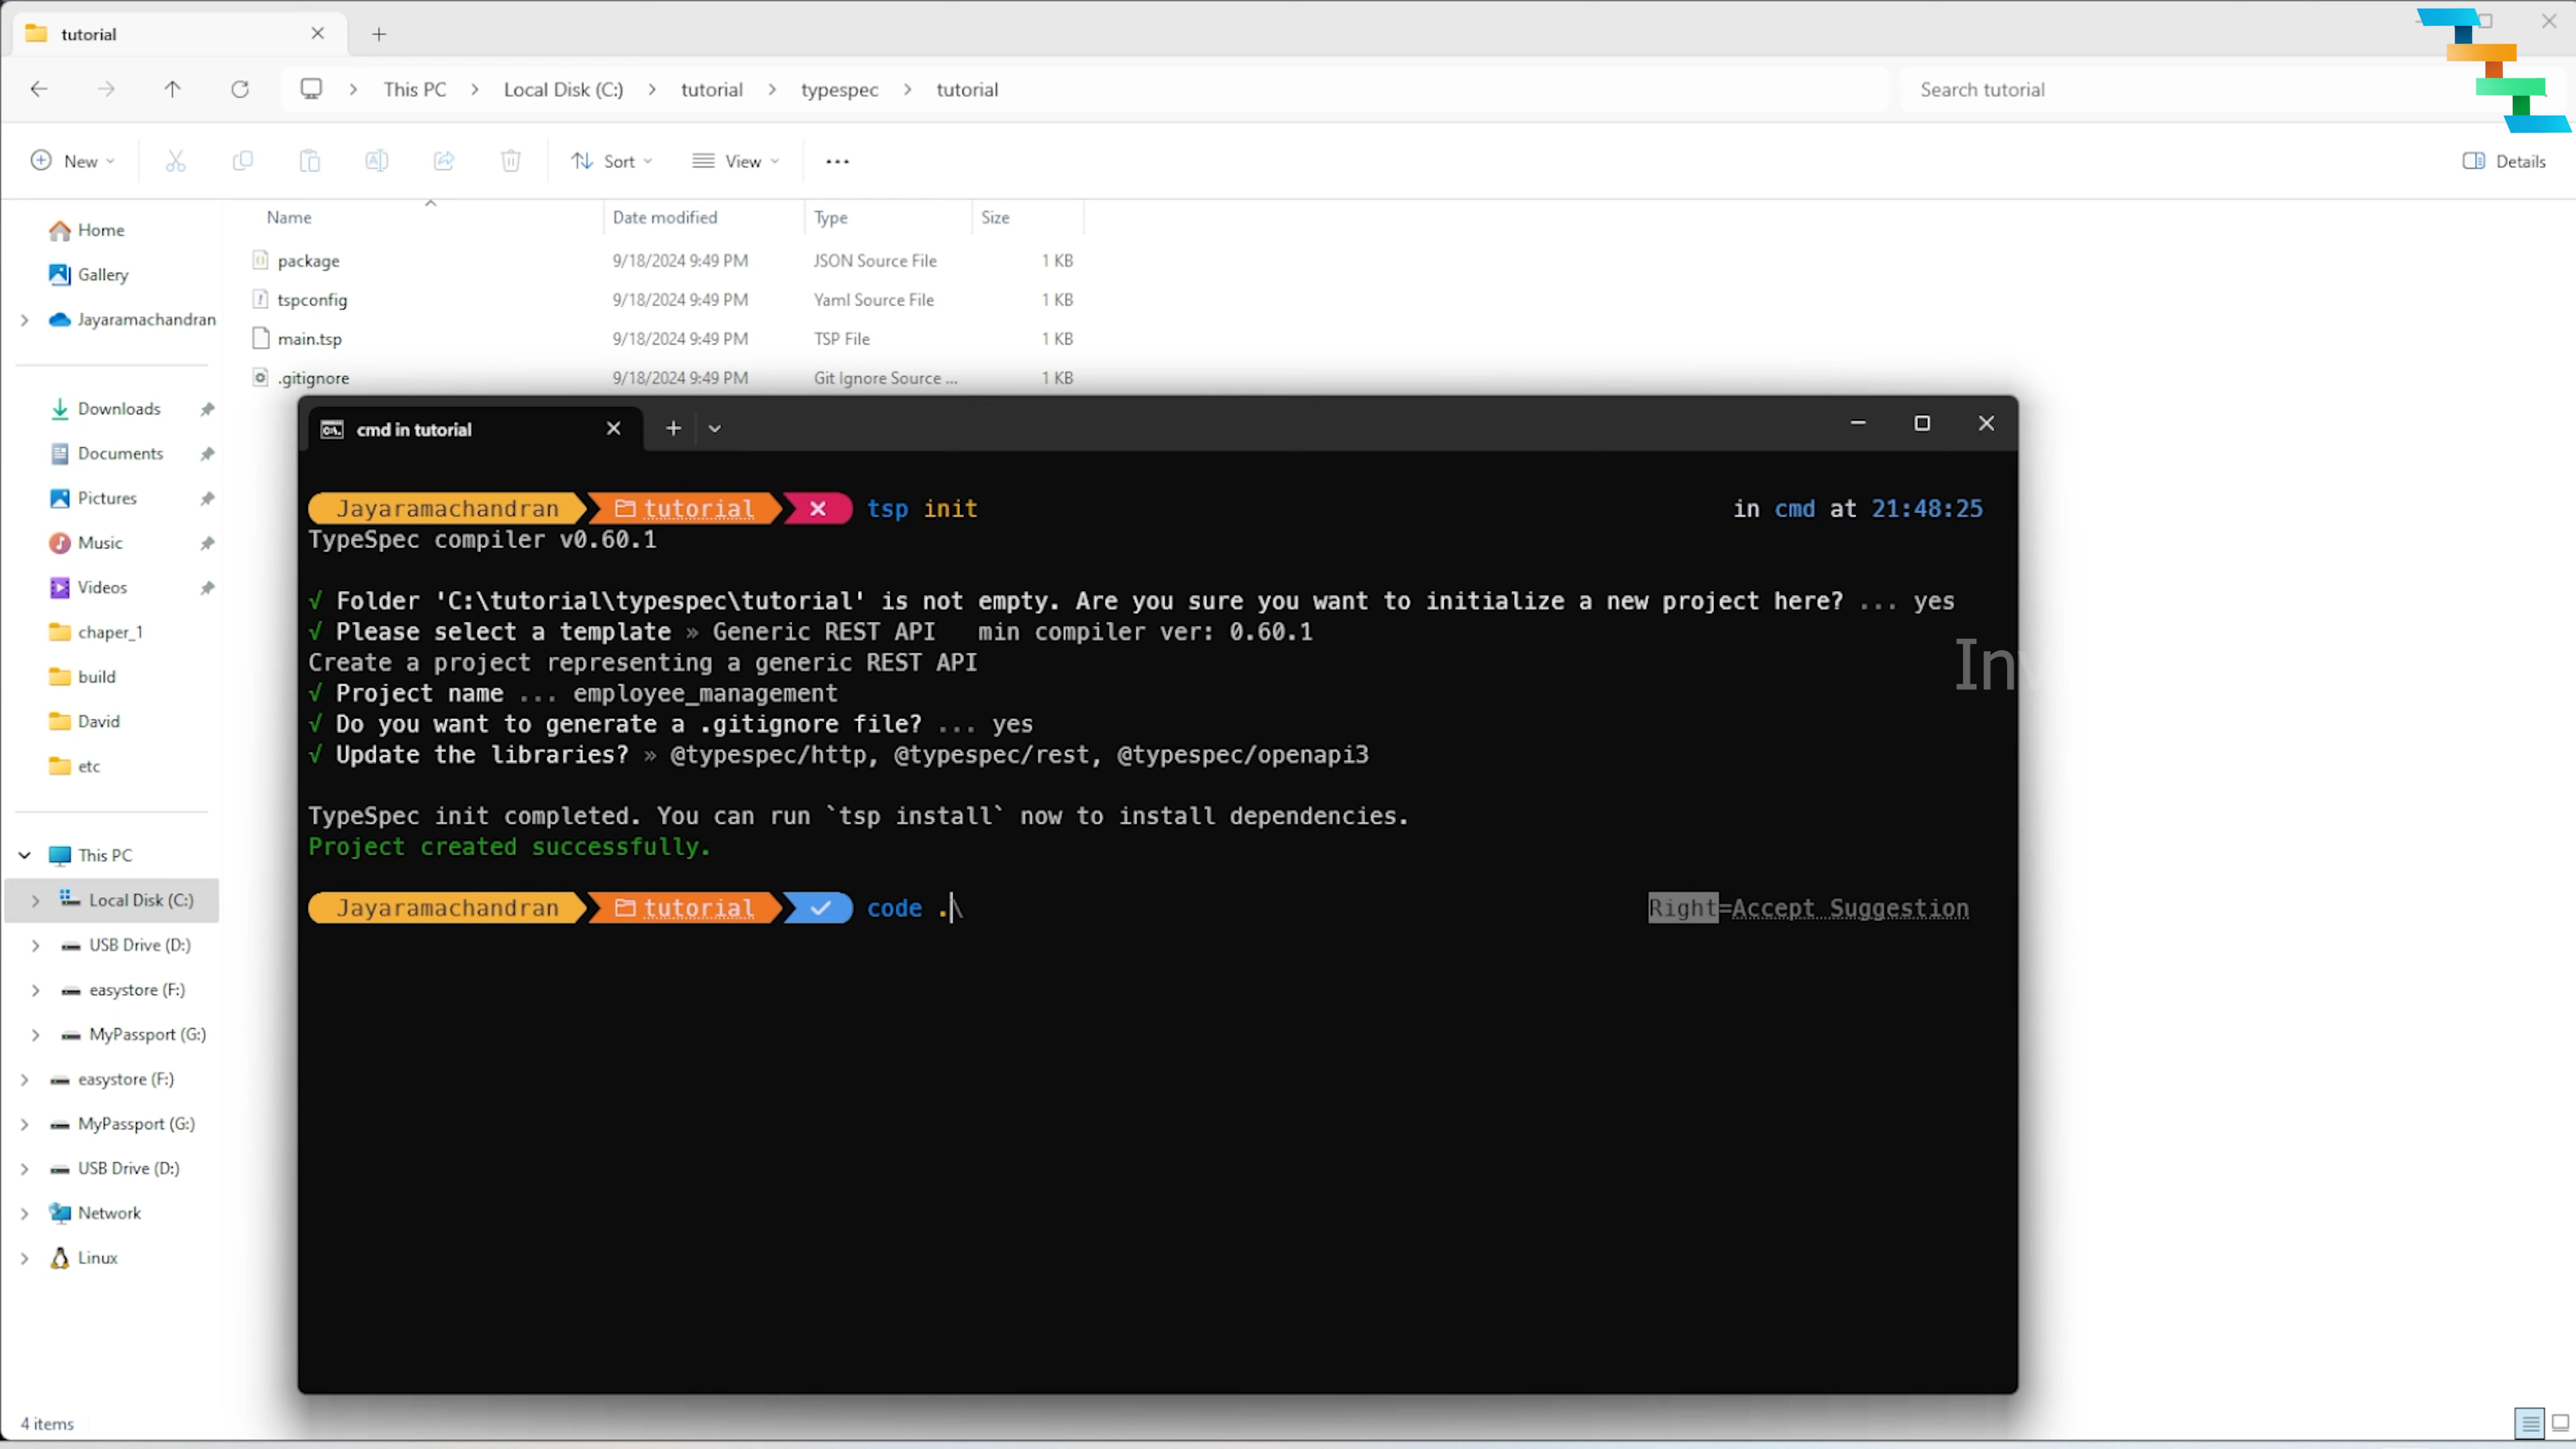 tutorial
This PC > Local Disk (C:) > tutorial > typespec > tutorial
Search tutorial
New
Sort
View
Details
Name Date modified Type Size
package 9/18/2024 9:49 PM JSON Source File 1 KB
tspconfig 9/18/2024 9:49 PM Yaml Source File 1 KB
main.tsp 9/18/2024 9:49 PM TSP File 1 KB
.gitignore 9/18/2024 9:49 PM Git Ignore Source ... 1 KB
Home
Gallery
Jayaramachandran
Downloads
Documents
Pictures
Music
Videos
chaper_1
build
David
etc
This PC
Local Disk (C:)
USB Drive (D:)
easystore (F:)
MyPassport (G:)
easystore (F:)
MyPassport (G:)
USB Drive (D:)
Network
Linux
4 items
cmd in tutorial
Jayaramachandran tutorial tsp init in cmd at 21:48:25
TypeSpec compiler v0.60.1
√ Folder 'C:\tutorial\typespec\tutorial' is not empty. Are you sure you want to initialize a new project here? ... yes
√ Please select a template » Generic REST API min compiler ver: 0.60.1
Create a project representing a generic REST API
√ Project name ... employee_management
√ Do you want to generate a .gitignore file? ... yes
√ Update the libraries? » @typespec/http, @typespec/rest, @typespec/openapi3
TypeSpec init completed. You can run `tsp install` now to install dependencies.
Project created successfully.
Jayaramachandran tutorial code .\ Right=Accept Suggestion